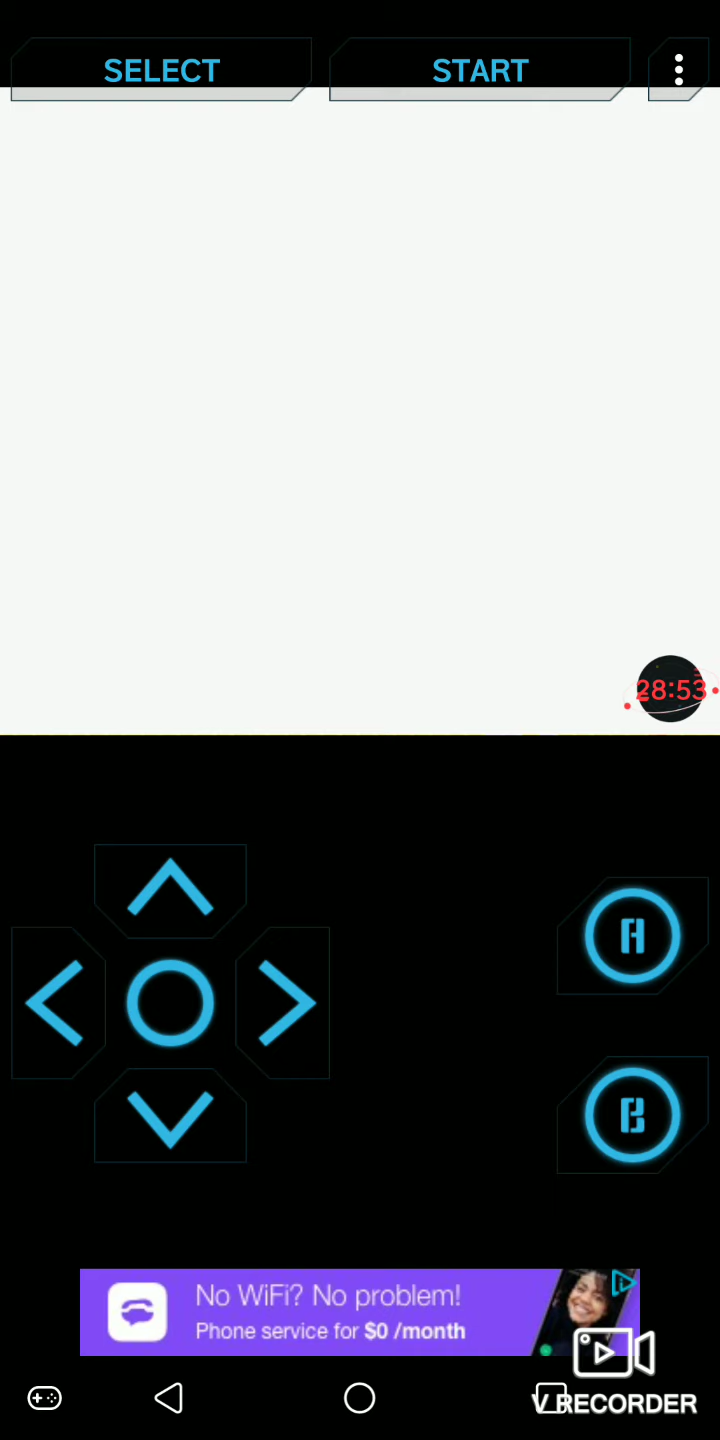 SELECT
START
28:53
A
B
No WiFi? No problem!
Phone service for $0 /month
V RECORDER